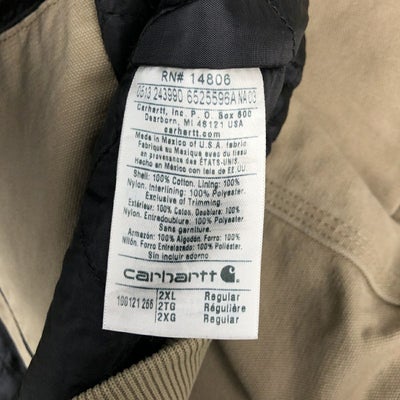 RN# 14806
2513 24399D 6525596A NA 03
Carhartt, Inc. P. O. Box 600
Dearborn, MI 48121 USA
carhartt.com
Made in Mexico of U.S.A. fabric
Fabriqué au Mexique avec du tissu
en provenance des ÉTATS-UNIS.
Hecho en México con tela de EE.UU.
Shell: 100% Cotton. Lining: 100%
Nylon. Interlining: 100% Polyester
Exclusive of Trimming.
Extérieur: 100% Coton. Doublure: 100%
Nylon. Entredoublure: 100% Polyester
Sans garniture.
Armazón: 100% Algodón. Forro: 100%
Nilón. Forro Entretelado: 100% Poliéster
Sin incluir adorno
carhartt
100121 266 2XL Regular
2TG Régulière
2XG Regular